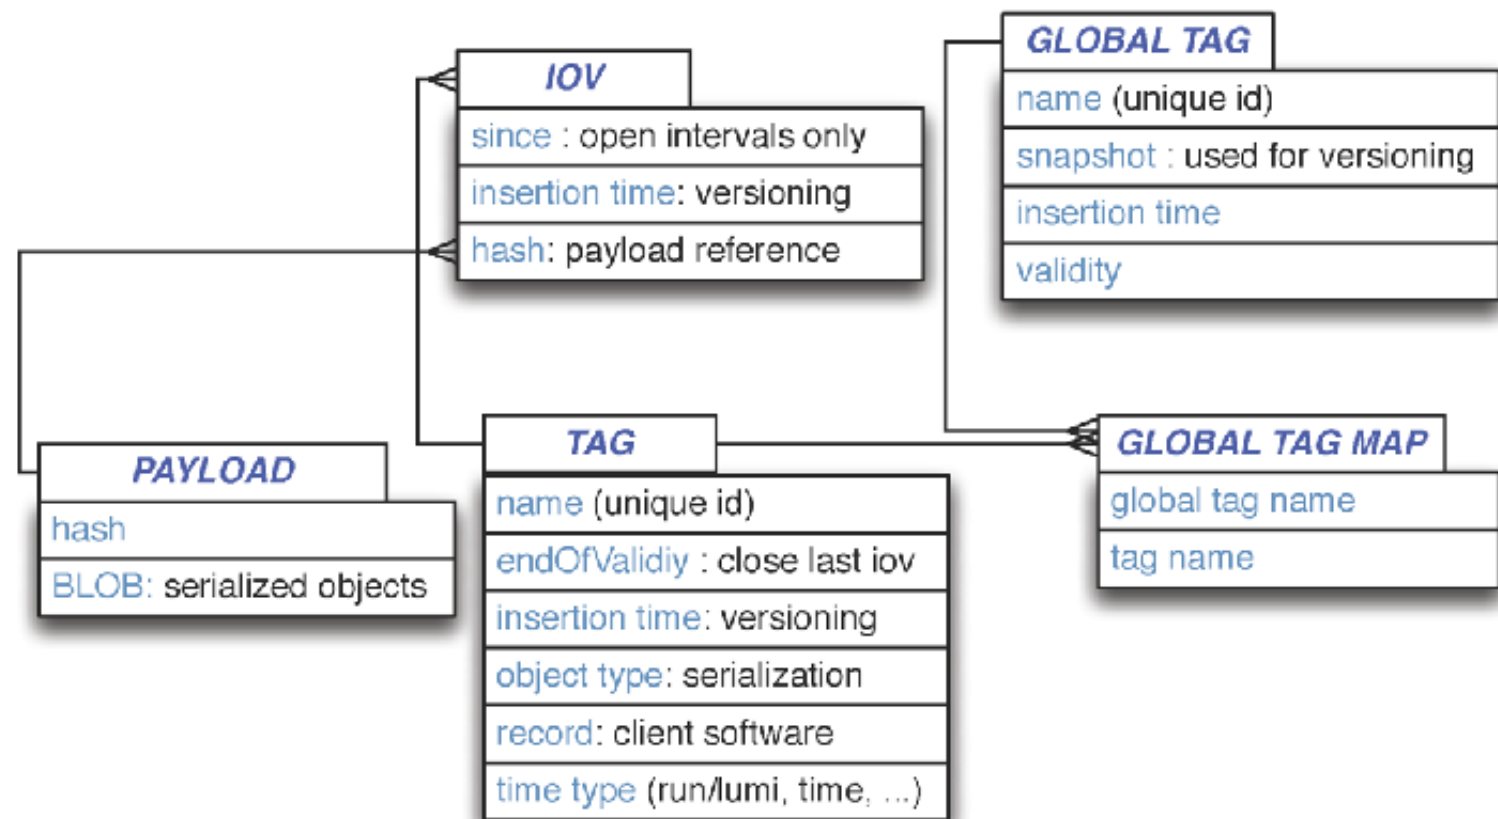 IOV
since : open intervals only
insertion time: versioning
hash: payload reference
GLOBAL TAG
name (unique id)
snapshot : used for versioning
insertion time
validity
PAYLOAD
hash
BLOB: serialized objects
TAG
name (unique id)
endOfValidiy : close last iov
insertion time: versioning
object type: serialization
record: client software
time type (run/lumi, time, ...)
GLOBAL TAG MAP
global tag name
tag name